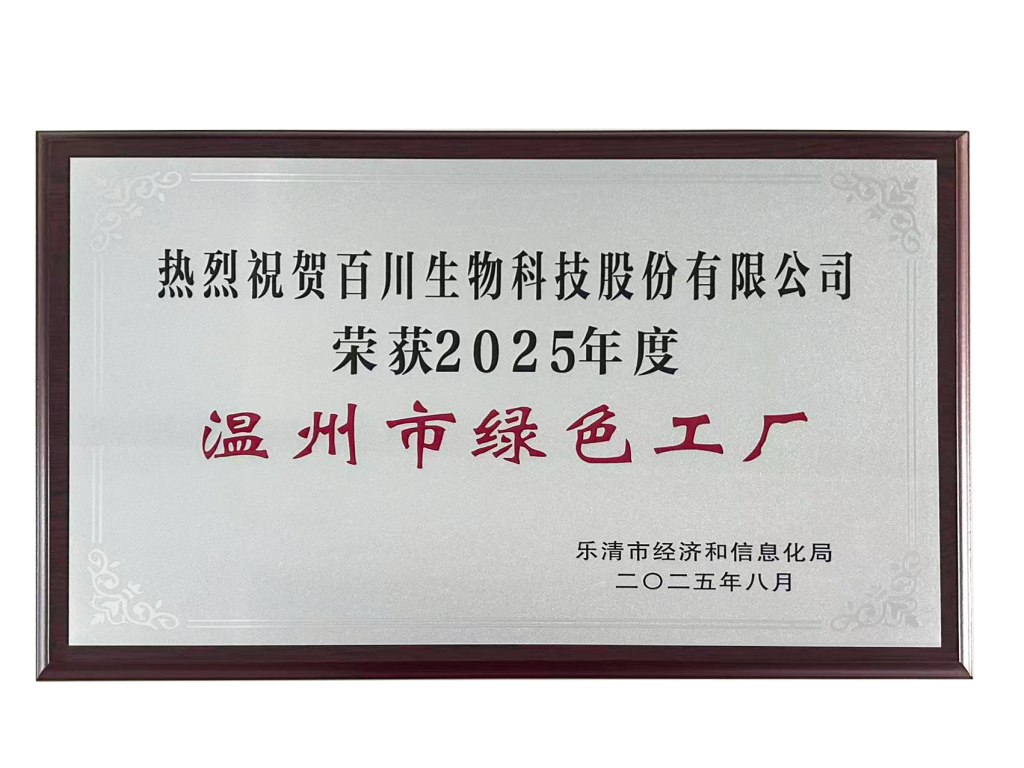 热烈祝贺百川生物科技股份有限公司
荣获2025年度
温州市绿色工厂
乐清市经济和信息化局
二〇二五年八月